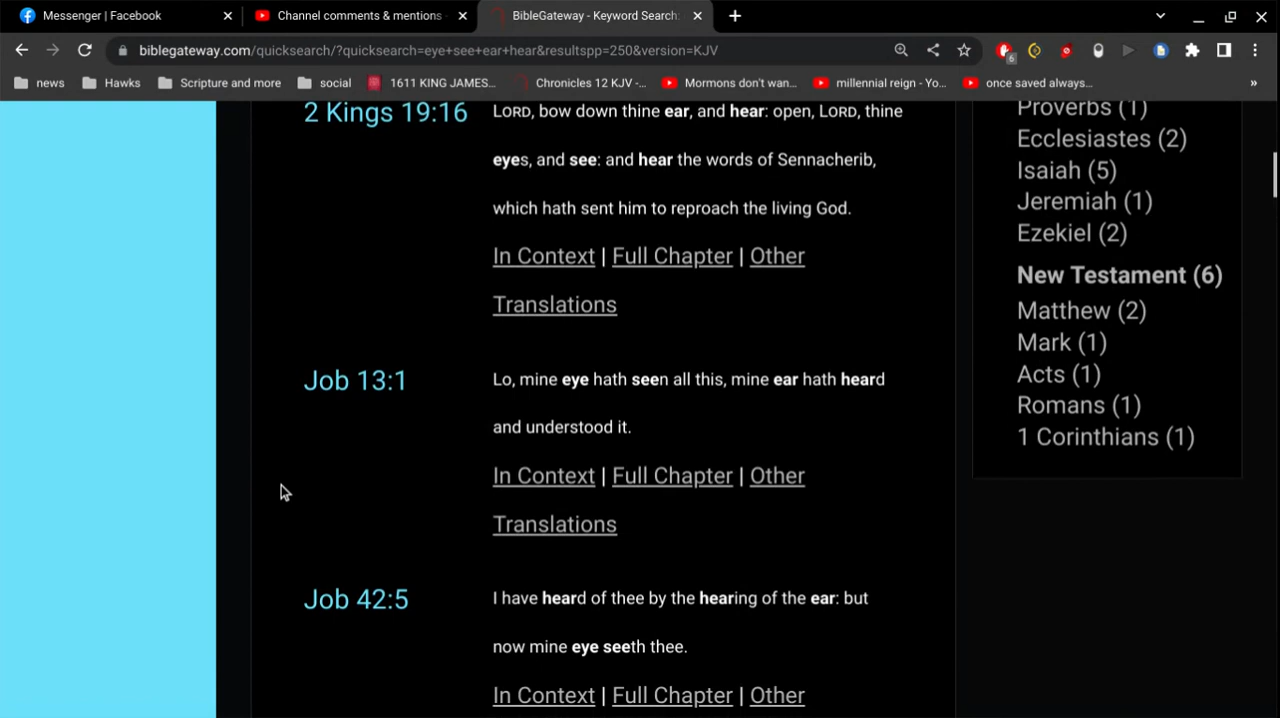 Messenger | Facebook
Channel comments & mentions
BibleGateway - Keyword Search:
biblegateway.com/quicksearch/?quicksearch=eye+see+ear+hear&resultspp=250&version=KJV
6
news
Hawks
Scripture and more
social
1611 KING JAMES...
Chronicles 12 KJV -...
Mormons don't wan...
millennial reign - Yo...
once saved always...
»
2 Kings 19:16
LORD, bow down thine ear, and hear: open, LORD, thine
eyes, and see: and hear the words of Sennacherib,
which hath sent him to reproach the living God.
In Context | Full Chapter | Other
Translations
Job 13:1
Lo, mine eye hath seen all this, mine ear hath heard
and understood it.
In Context | Full Chapter | Other
Translations
Job 42:5
I have heard of thee by the hearing of the ear: but
now mine eye seeth thee.
In Context | Full Chapter | Other
Proverbs (1)
Ecclesiastes (2)
Isaiah (5)
Jeremiah (1)
Ezekiel (2)
New Testament (6)
Matthew (2)
Mark (1)
Acts (1)
Romans (1)
1 Corinthians (1)